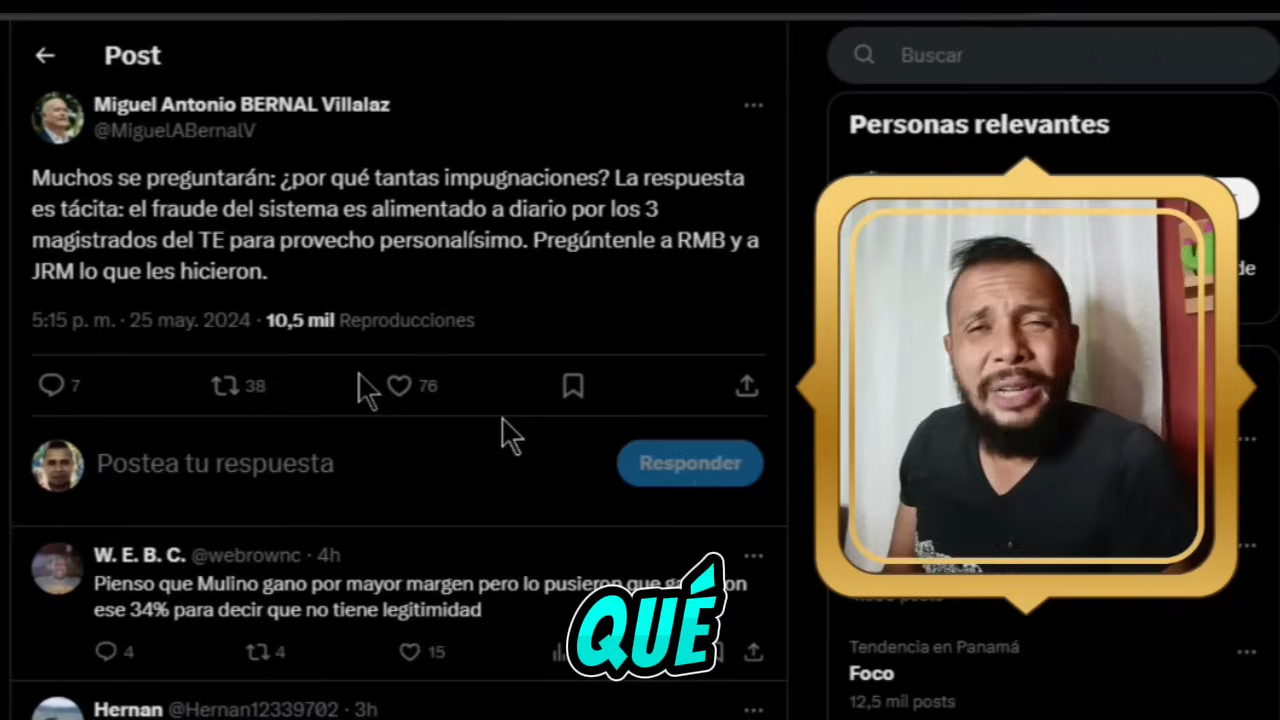 Post
Buscar
Miguel Antonio BERNAL Villalaz
@MiguelABernalV
Personas relevantes
Muchos se preguntarán: ¿por qué tantas impugnaciones? La respuesta
es tácita: el fraude del sistema es alimentado a diario por los 3
magistrados del TE para provecho personalísimo. Pregúntenle a RMB y a
JRM lo que les hicieron.
de
5:15 p. m. · 25 may. 2024 · 10,5 mil Reproducciones
7 38 76
Postea tu respuesta
Responder
W. E. B. C. @webrownc · 4h
Pienso que Mulino gano por mayor margen pero lo pusieron que on
ese 34% para decir que no tiene legitimidad
QUÉ
4 4 15
Tendencia en Panamá
Foco
12,5 mil posts
Hernan @Hernan12339702 · 3h